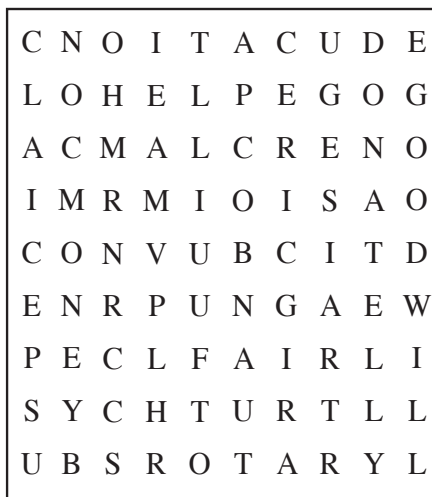 C N O I T A C U D E
L O H E L P E G O G
A C M A L C R E N O
I M R M I O I S A O
C O N V U B C I T D
E N R P U N G A E W
P E C L F A I R L I
S Y C H T U R T L L
U B S R O T A R Y L